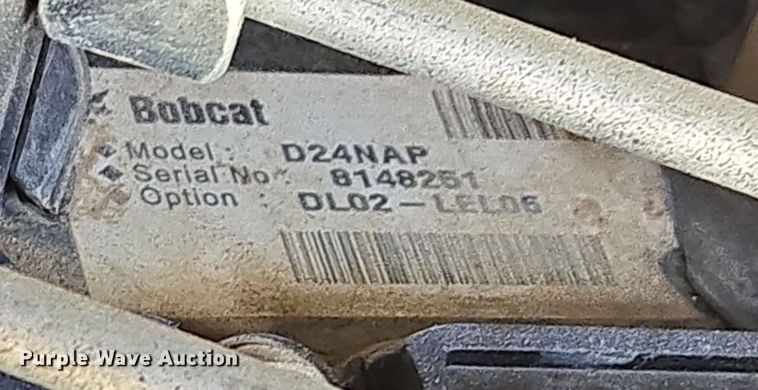 Bobcat
Model : D24NAP
Serial No : 8148251
Option : DL02-LEL06
Purple Wave Auction